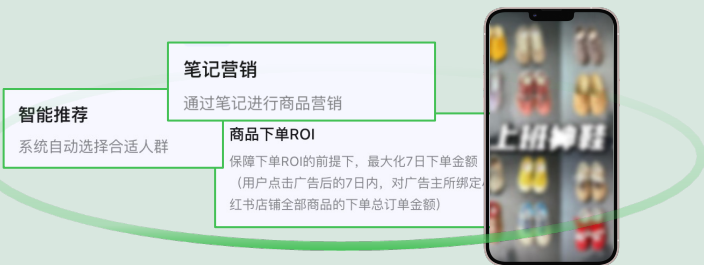 笔记营销
通过笔记进行商品营销
智能推荐
系统自动选择合适人群
商品下单ROI
保障下单ROI的前提下，最大化7日下单金额
（用户点击广告后的7日内，对广告主所绑定
红书店铺全部商品的下单总订单金额）
上班神鞋